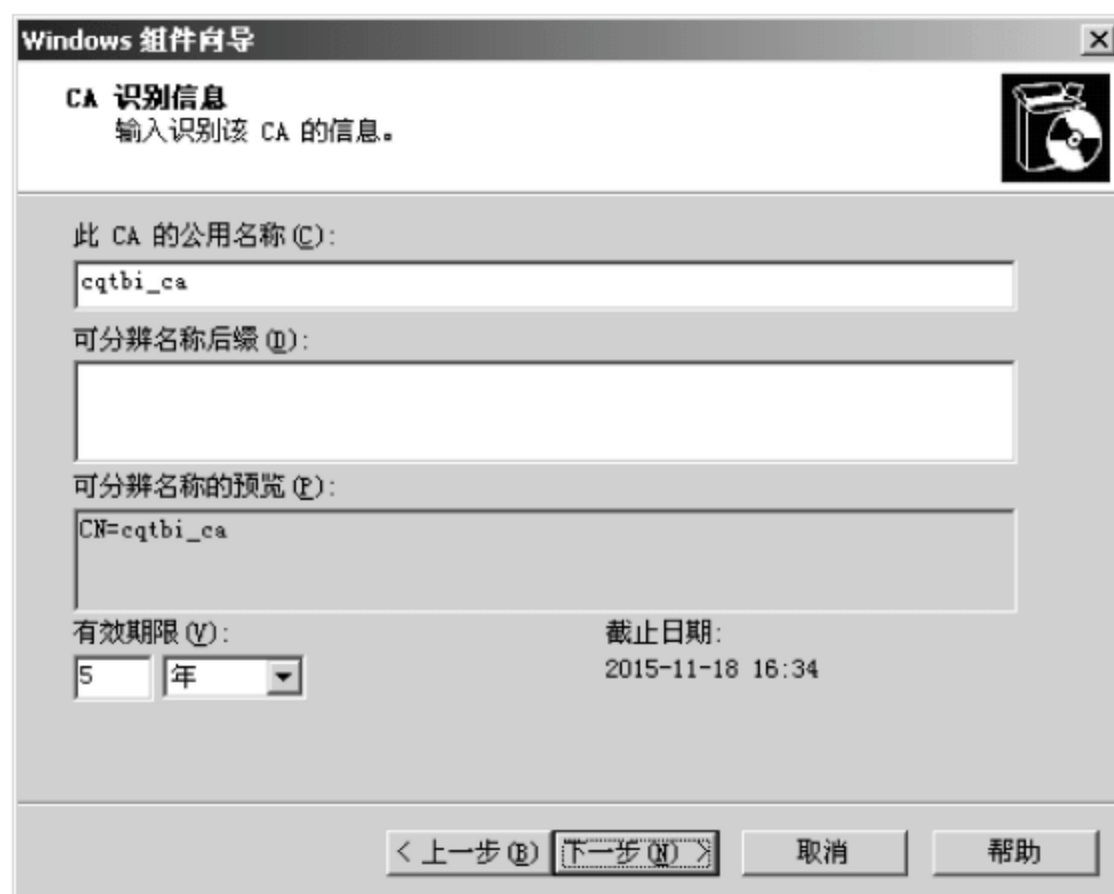 Windows 组件向导
CA 识别信息
输入识别该 CA 的信息。
此 CA 的公用名称(C):
cqtbi_ca
可分辨名称后缀(D):
可分辨名称的预览(P):
CN=cqtbi_ca
有效期限(V): 截止日期:
5 年 2015-11-18 16:34
< 上一步(B) 下一步(N) > 取消 帮助